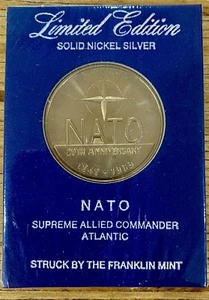 Limited Edition
SOLID NICKEL SILVER
NATO
20TH ANNIVERSARY
1949 - 1969
NATO
SUPREME ALLIED COMMANDER
ATLANTIC
STRUCK BY THE FRANKLIN MINT